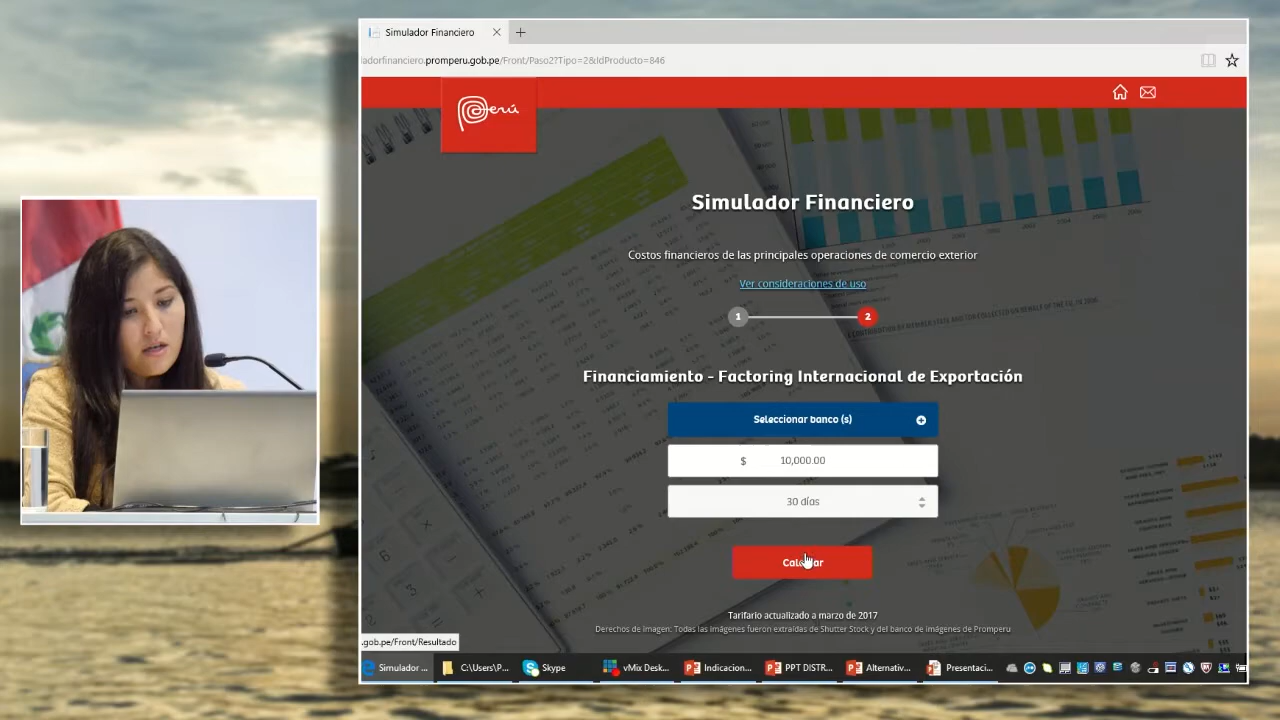 Simulador Financiero
iadorfinanciero.promperu.gob.pe/Front/Paso2?Tipo=2&IdProducto=846
Perú
Simulador Financiero
Costos financieros de las principales operaciones de comercio exterior
Ver consideraciones de uso
1 2
Financiamiento - Factoring Internacional de Exportación
Seleccionar banco (s)
$ 10,000.00
30 días
Tarifario actualizado a marzo de 2017
Derechos de imagen: Todas las imágenes fueron extraídas de Shutter Stock y del banco de imágenes de Promperu
.gob.pe/Front/Resultado
Simulador ... C:\Users\P... Skype vMix Desk... Indicacion... PPT DISTR... Alternativ... Presentaci...